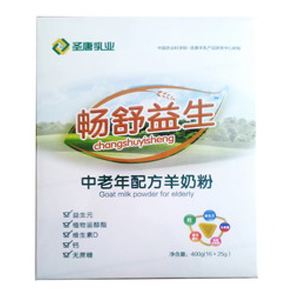 圣唐乳业
畅舒益生
changshuyisheng
中老年配方羊奶粉
Goat milk powder for elderly
益生元
植物甾醇酯
维生素D
钙
无蔗糖
净含量：400g(16×25g)